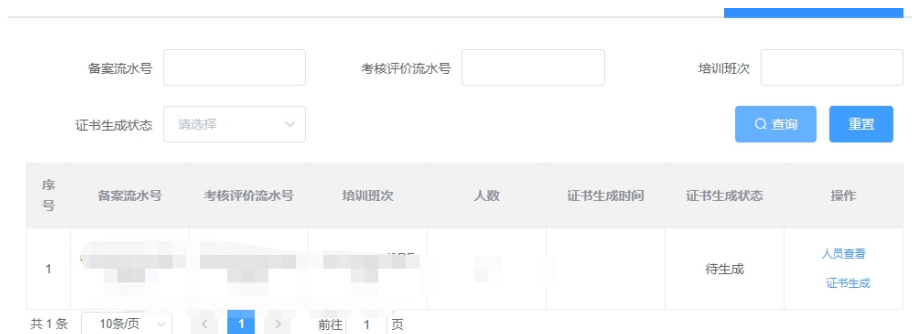 备案流水号 考核评价流水号 培训班次
证书生成状态 请选择 查询 重置
序号 备案流水号 考核评价流水号 培训班次 人数 证书生成时间 证书生成状态 操作
1 待生成 人员查看
证书生成
共 1 条 10条/页 1 前往 1 页